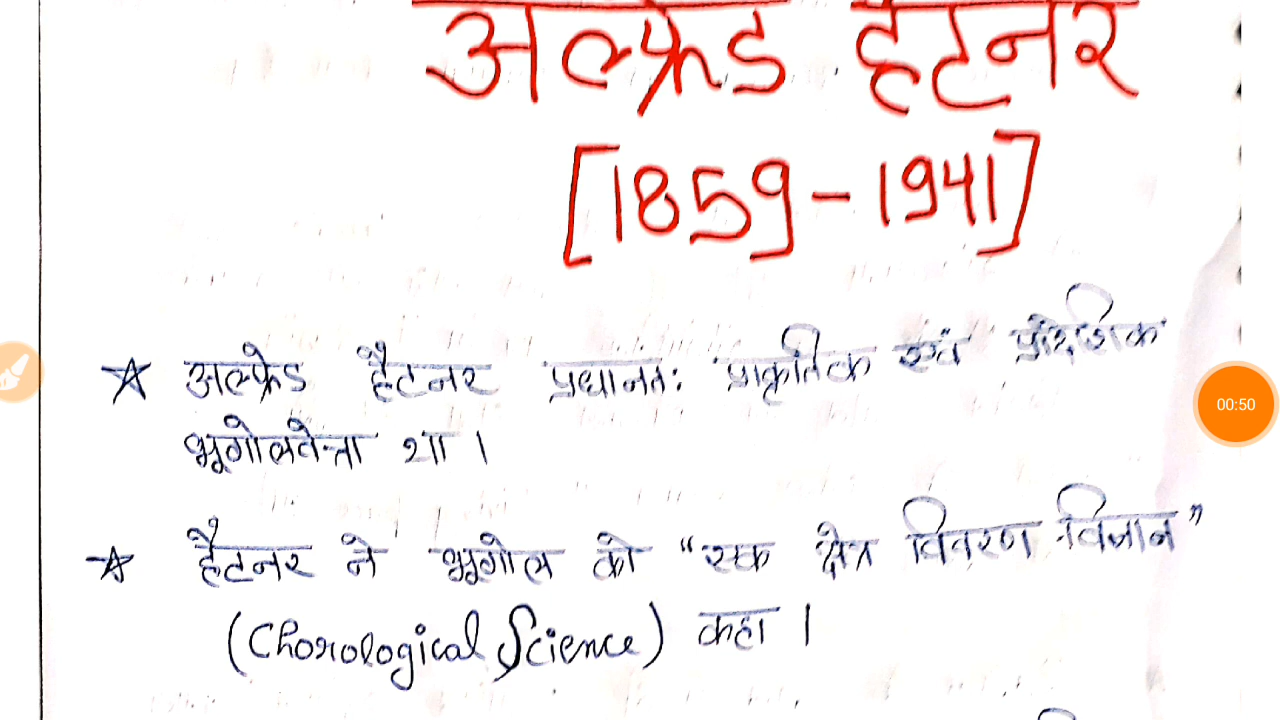 अल्फ्रेड हैटनर
[1859-1941]
☆ अल्फ्रेड हैटनर प्रधानतः प्राकृतिक एवं प्रादेशिक
भूगोलवेत्ता था ।
☆ हैटनर ने भूगोल को "एक क्षेत्र विवरण विज्ञान"
(Chorological Science) कहा ।
00:50